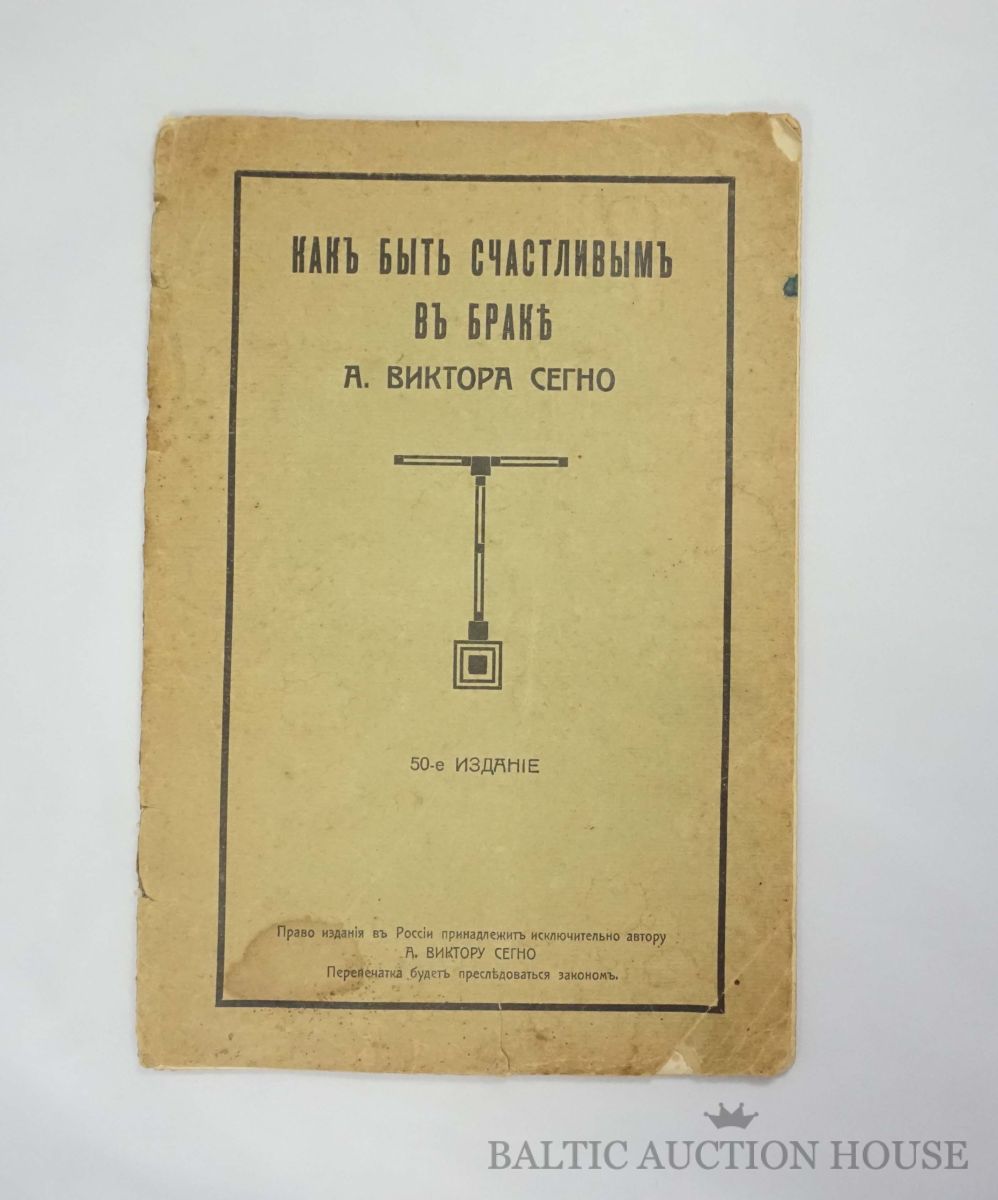 КАКЪ БЫТЬ СЧАСТЛИВЫМЪ
ВЪ БРАКѢ
А. ВИКТОРА СЕГНО
50-е ИЗДАНІЕ
Право изданія въ Россіи принадлежитъ исключительно автору
А. ВИКТОРУ СЕГНО
Перепечатка будетъ преслѣдоваться закономъ.
BALTIC AUCTION HOUSE